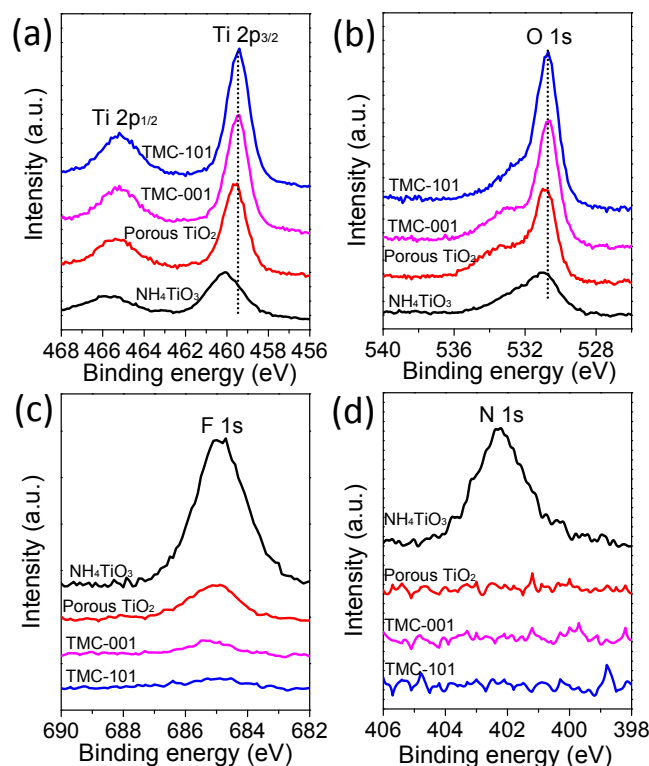 (a)
Ti 2p3/2
Ti 2p1/2
TMC-101
TMC-001
Porous TiO2
NH4TiO3
Intensity (a.u.)
468 466 464 462 460 458 456
Binding energy (eV)
(b)
O 1s
TMC-101
TMC-001
Porous TiO2
NH4TiO3
Intensity (a.u.)
540 536 532 528
Binding energy (eV)
(c)
F 1s
NH4TiO3
Porous TiO2
TMC-001
TMC-101
Intensity (a.u.)
690 688 686 684 682
Binding energy (eV)
(d)
N 1s
NH4TiO3
Porous TiO2
TMC-001
TMC-101
Intensity (a.u.)
406 404 402 400 398
Binding energy (eV)